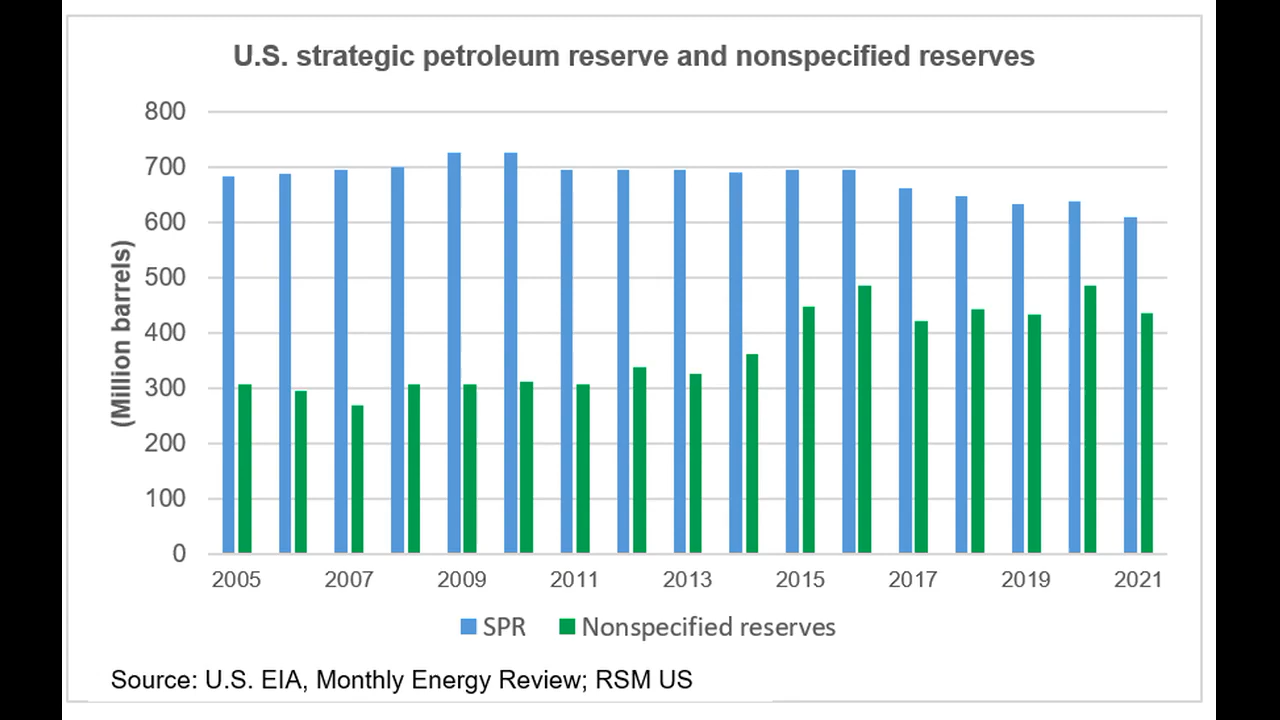 U.S. strategic petroleum reserve and nonspecified reserves
800
700
600
500
400
300
200
100
0
(Million barrels)
2005 2007 2009 2011 2013 2015 2017 2019 2021
SPR Nonspecified reserves
Source: U.S. EIA, Monthly Energy Review; RSM US